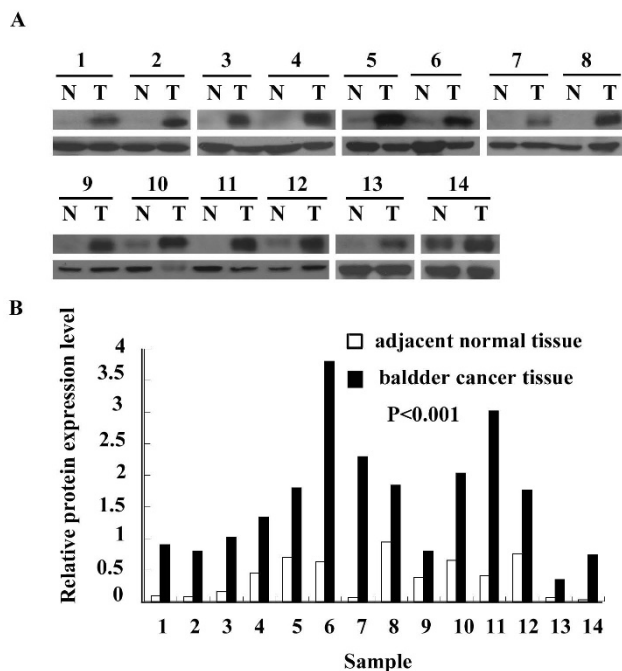 A
1 2 3 4 5 6 7 8
N T N T N T N T N T N T N T N T
9 10 11 12 13 14
N T N T N T N T N T N T
B
Relative protein expression level
4
3.5
3
2.5
2
1.5
1
0.5
0
adjacent normal tissue
baldder cancer tissue
P<0.001
1 2 3 4 5 6 7 8 9 10 11 12 13 14
Sample